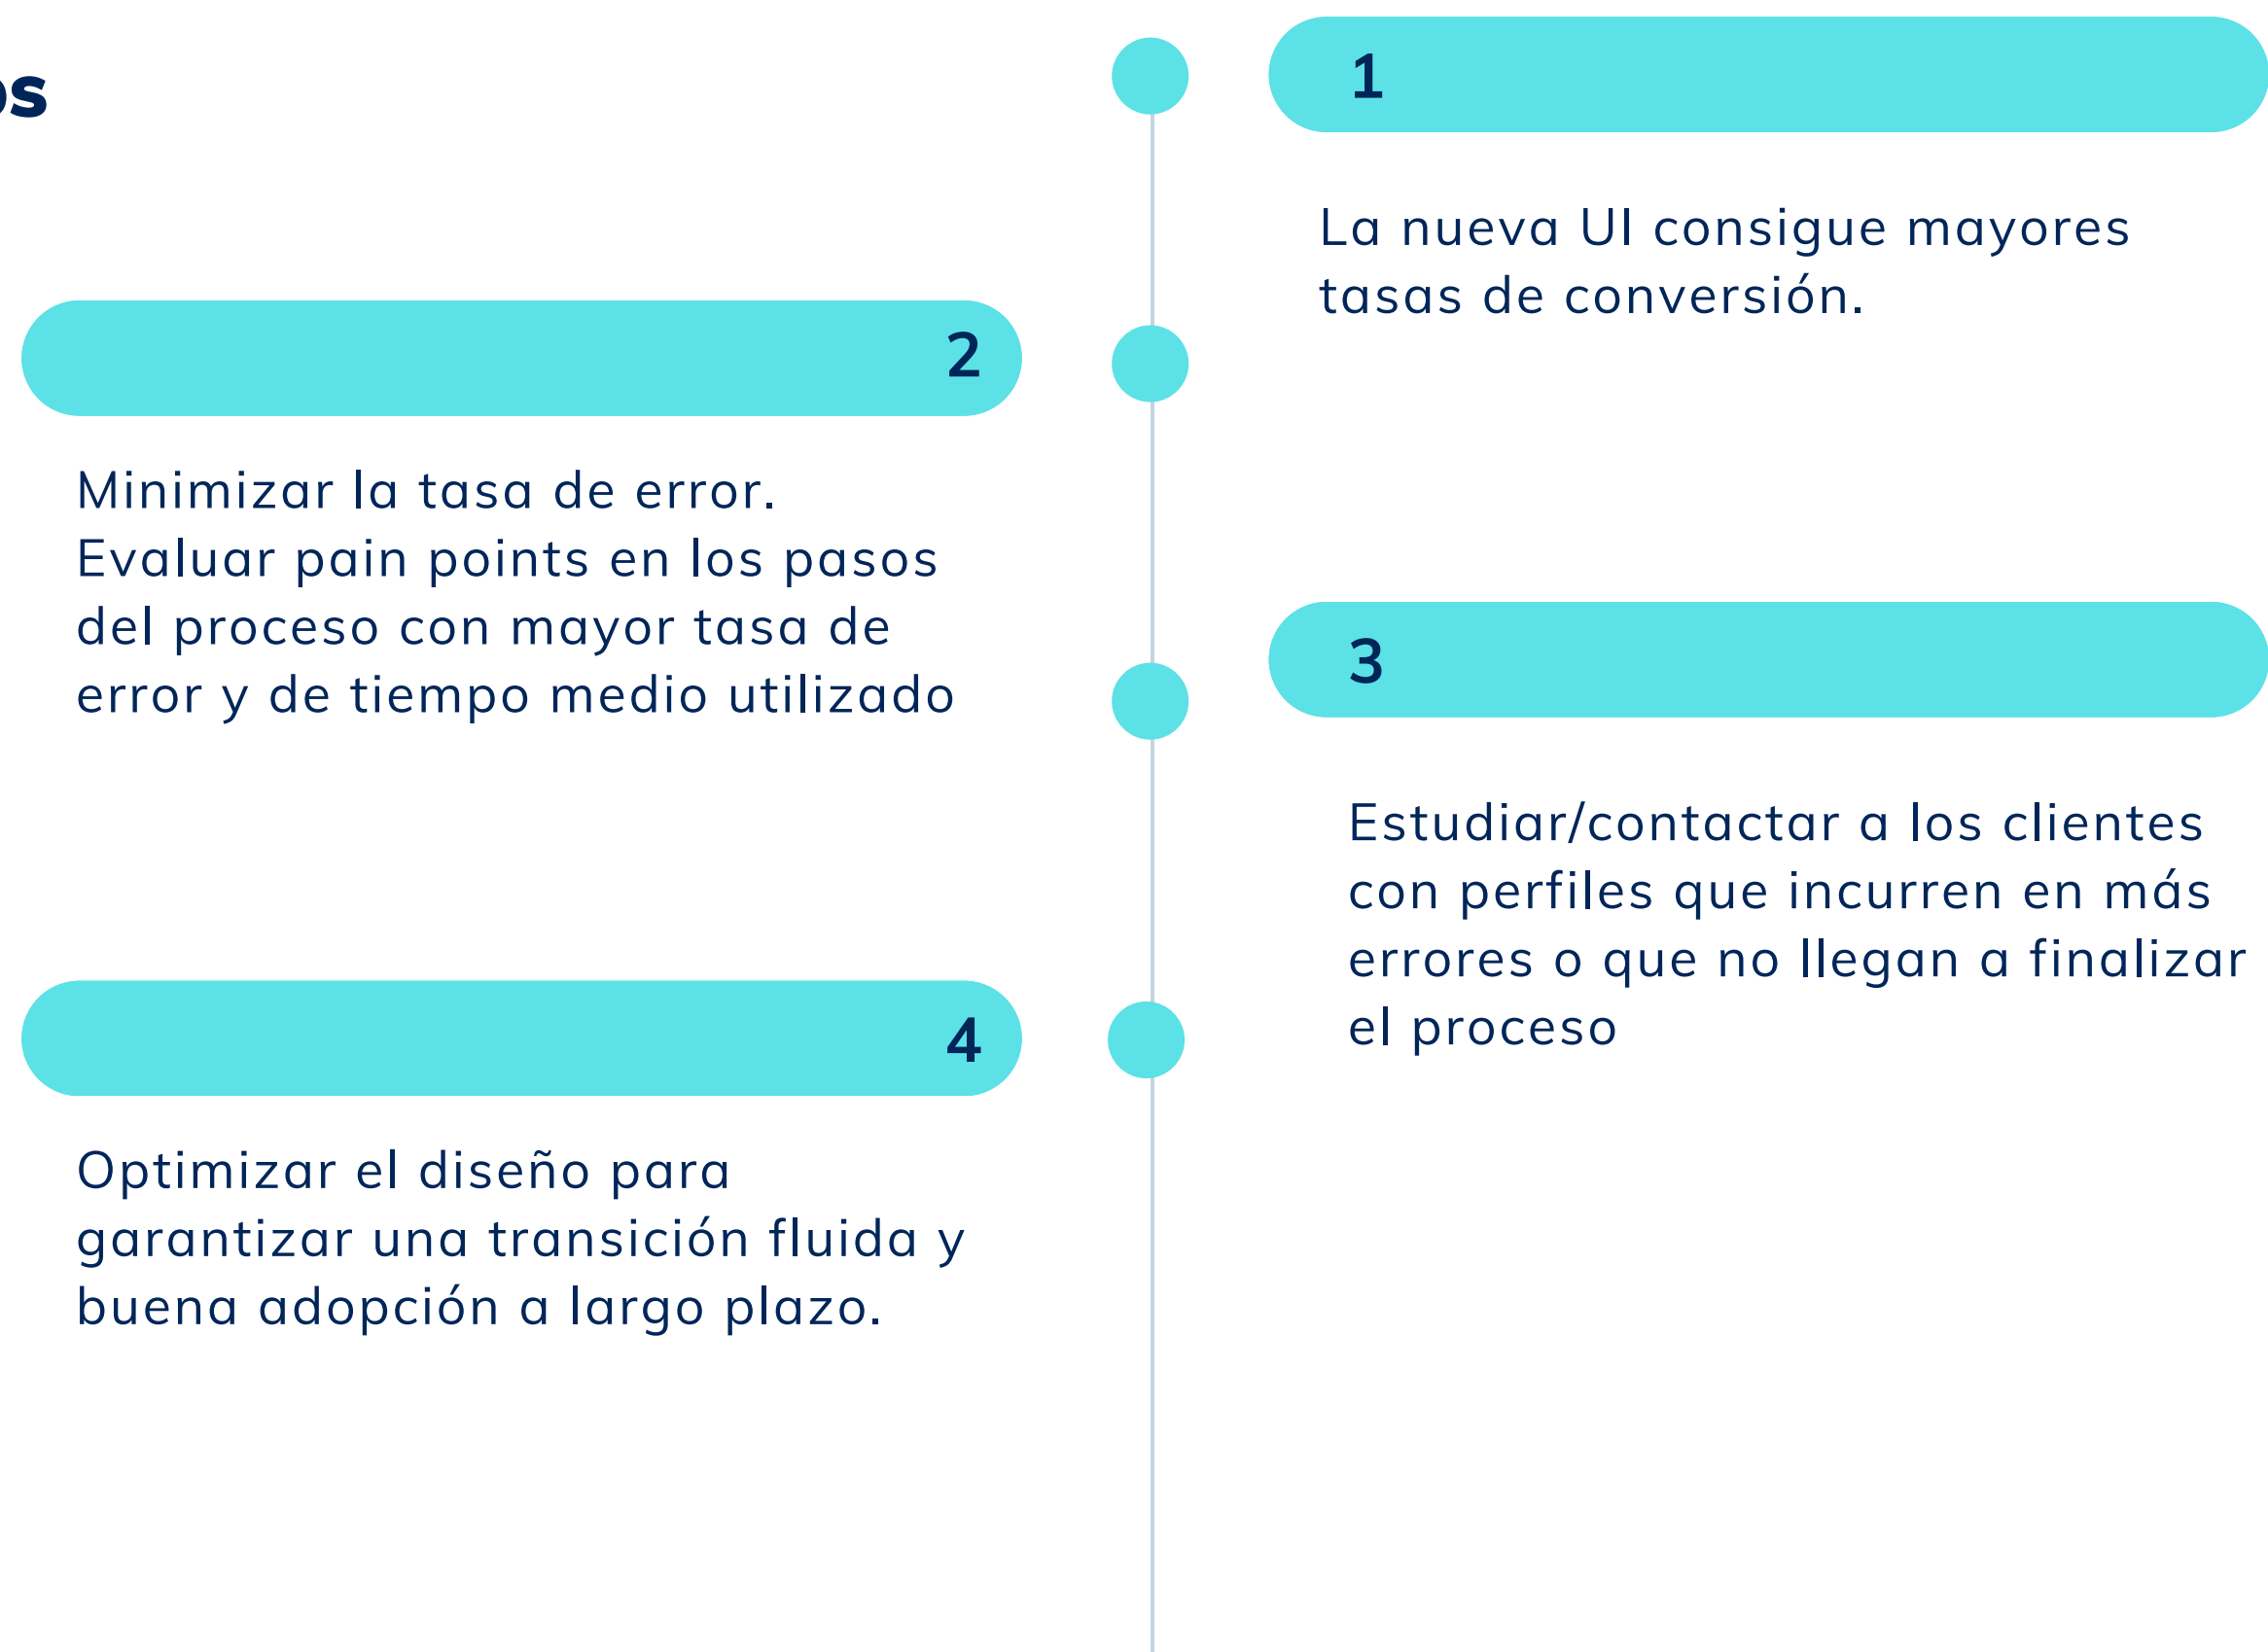 1
La nueva UI consigue mayores
tasas de conversión.
2
Minimizar la tasa de error.
Evaluar pain points en los pasos
del proceso con mayor tasa de
error y de tiempo medio utilizado
3
Estudiar/contactar a los clientes
con perfiles que incurren en más
errores o que no llegan a finalizar
el proceso
4
Optimizar el diseño para
garantizar una transición fluida y
buena adopción a largo plazo.